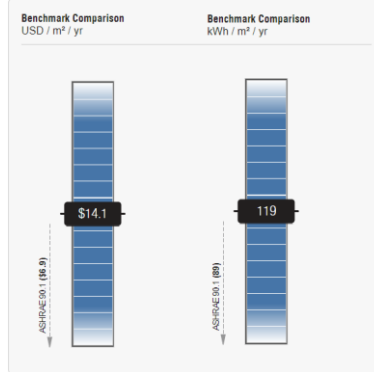 Benchmark Comparison
USD / m² / yr
Benchmark Comparison
kWh / m² / yr
$14.1
119
ASHRAE 90.1 ($6.9)
ASHRAE 90.1 (89)